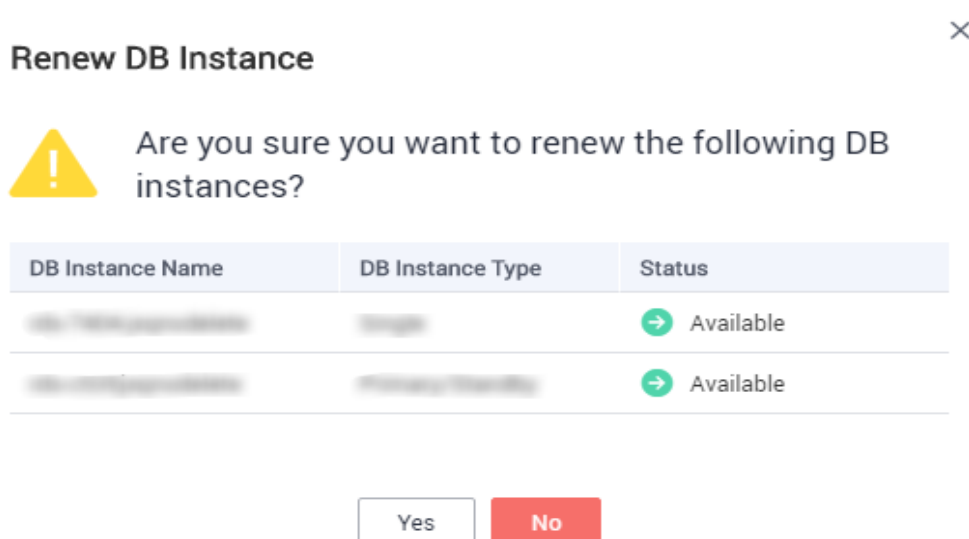 Renew DB Instance
Are you sure you want to renew the following DB
instances?
DB Instance Name DB Instance Type Status
Available
Available
Yes No